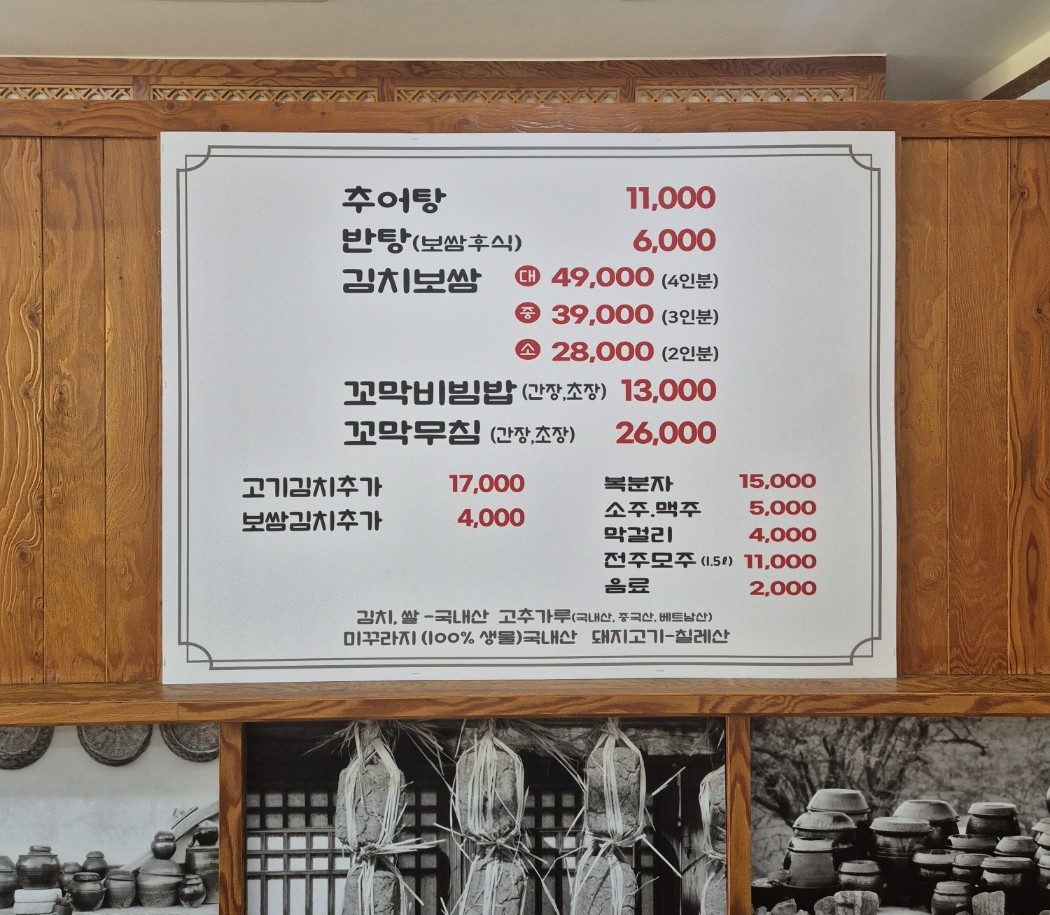 추어탕 11,000
반탕(보쌈후식) 6,000
김치보쌈 대 49,000 (4인분)
중 39,000 (3인분)
소 28,000 (2인분)
꼬막비빔밥 (간장,초장) 13,000
꼬막무침 (간장,초장) 26,000
고기김치추가 17,000
보쌈김치추가 4,000
복분자 15,000
소주.맥주 5,000
막걸리 4,000
전주모주 (1.5ℓ) 11,000
음료 2,000
김치, 쌀 -국내산 고추가루(국내산, 중국산, 베트남산)
미꾸라지 (100% 생물)국내산 돼지고기-칠레산